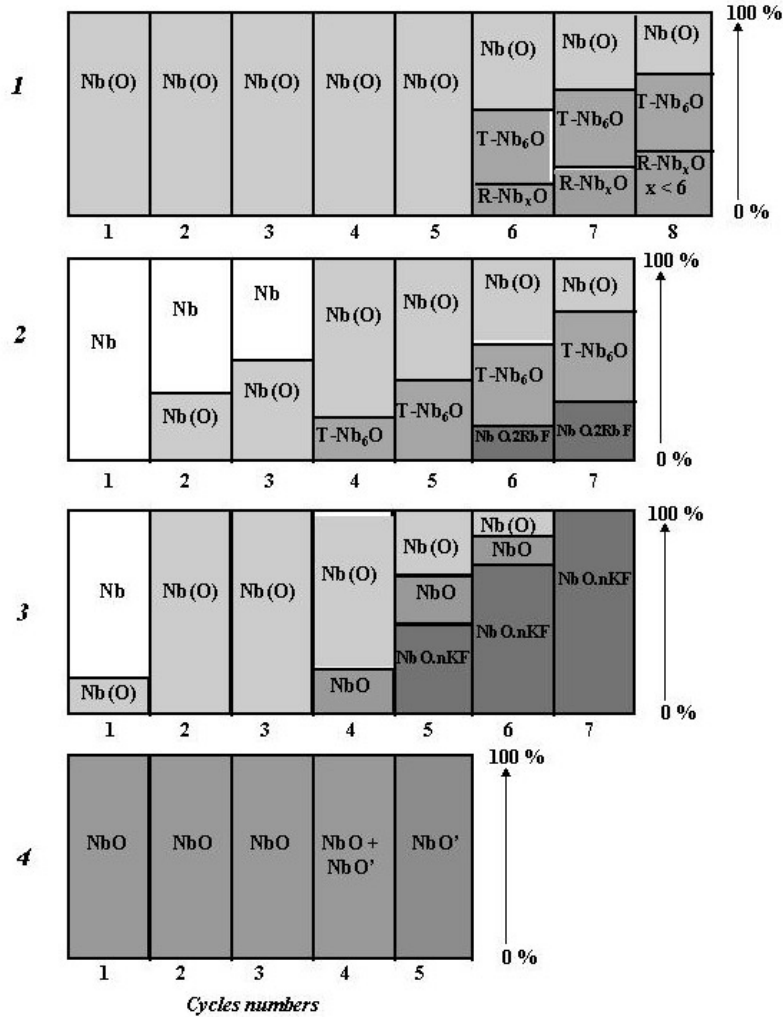 100 %
1
Nb(O) Nb(O) Nb(O) Nb(O) Nb(O) Nb(O) Nb(O) Nb(O)
T-Nb₆O T-Nb₆O T-Nb₆O
R-NbₓO R-NbₓO R-NbₓO
x < 6
0 %
1 2 3 4 5 6 7 8
100 %
2
Nb Nb Nb Nb(O) Nb(O) Nb(O) Nb(O)
Nb(O) Nb(O) T-Nb₆O T-Nb₆O T-Nb₆O T-Nb₆O
NbO.2RbF NbO.2RbF
0 %
1 2 3 4 5 6 7
100 %
3
Nb Nb(O) Nb(O) Nb(O) Nb(O) Nb(O) NbO.nKF
Nb(O) NbO NbO NbO
NbO.nKF NbO.nKF
0 %
1 2 3 4 5 6 7
100 %
4
NbO NbO NbO NbO + NbO'
NbO'
0 %
1 2 3 4 5
Cycles numbers